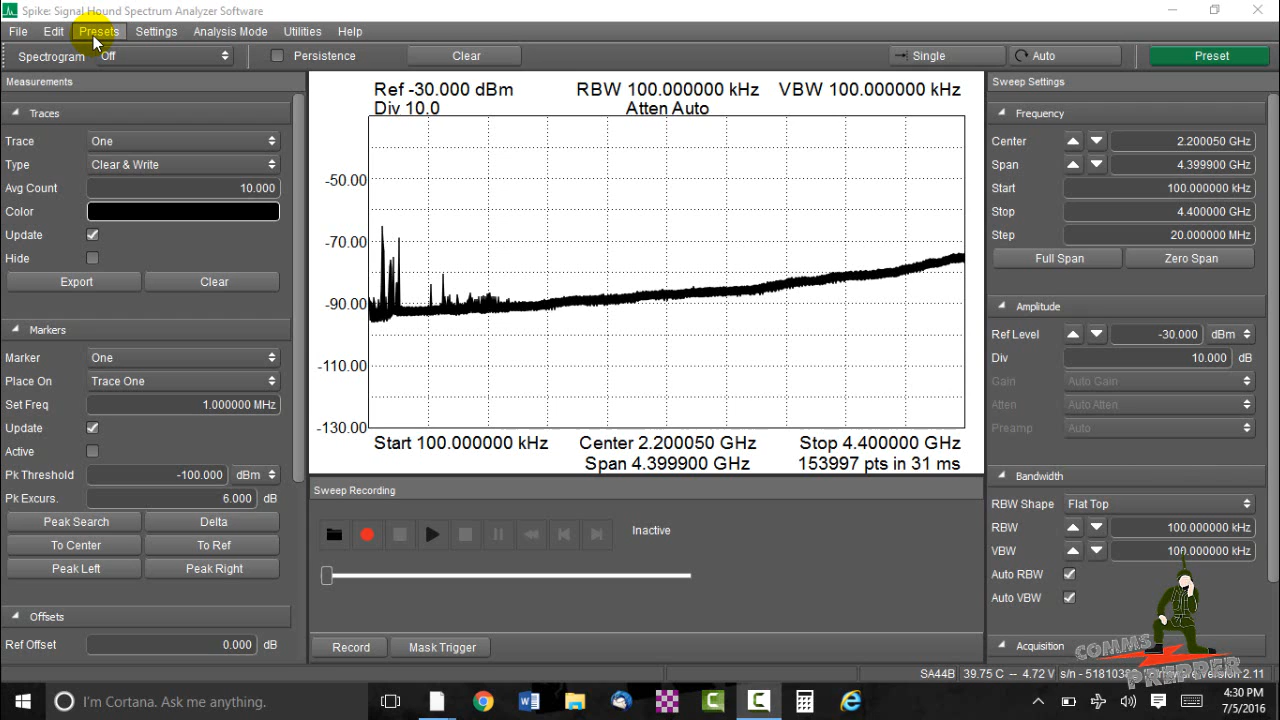 Spike: Signal Hound Spectrum Analyzer Software
File Edit Presets Settings Analysis Mode Utilities Help
Spectrogram Off Persistence Clear Single Auto Preset
Measurements
Traces
Trace One
Type Clear & Write
Avg Count 10.000
Color
Update
Hide
Export Clear
Markers
Marker One
Place On Trace One
Set Freq 1.000000 MHz
Update
Active
Pk Threshold -100.000 dBm
Pk Excurs. 6.000 dB
Peak Search Delta
To Center To Ref
Peak Left Peak Right
Offsets
Ref Offset 0.000 dB
Ref -30.000 dBm RBW 100.000000 kHz VBW 100.000000 kHz
Div 10.0 Atten Auto
-50.00
-70.00
-90.00
-110.00
-130.00
Start 100.000000 kHz Center 2.200050 GHz Stop 4.400000 GHz
Span 4.399900 GHz 153997 pts in 31 ms
Sweep Recording
Inactive
Record Mask Trigger
Sweep Settings
Frequency
Center 2.200050 GHz
Span 4.399900 GHz
Start 100.000000 kHz
Stop 4.400000 GHz
Step 20.000000 MHz
Full Span Zero Span
Amplitude
Ref Level -30.000 dBm
Div 10.000 dB
Gain Auto Gain
Atten Auto Atten
Preamp Auto
Bandwidth
RBW Shape Flat Top
RBW 100.000000 kHz
VBW 100.000000 kHz
Auto RBW
Auto VBW
Acquisition
COMMS
PREPPER
SA44B 39.75 C -- 4.72 V s/n - 2.11
I'm Cortana. Ask me anything.
4:30 PM
7/5/2016